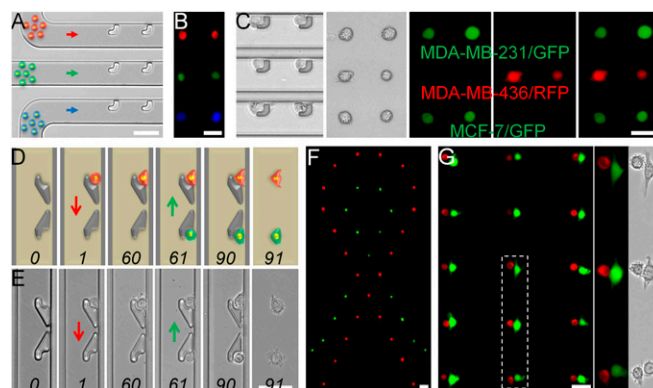 A
B
C
MDA-MB-231/GFP
MDA-MB-436/RFP
MCF-7/GFP
D
0
1
60
61
90
91
E
0
1
60
61
90
91
F
G